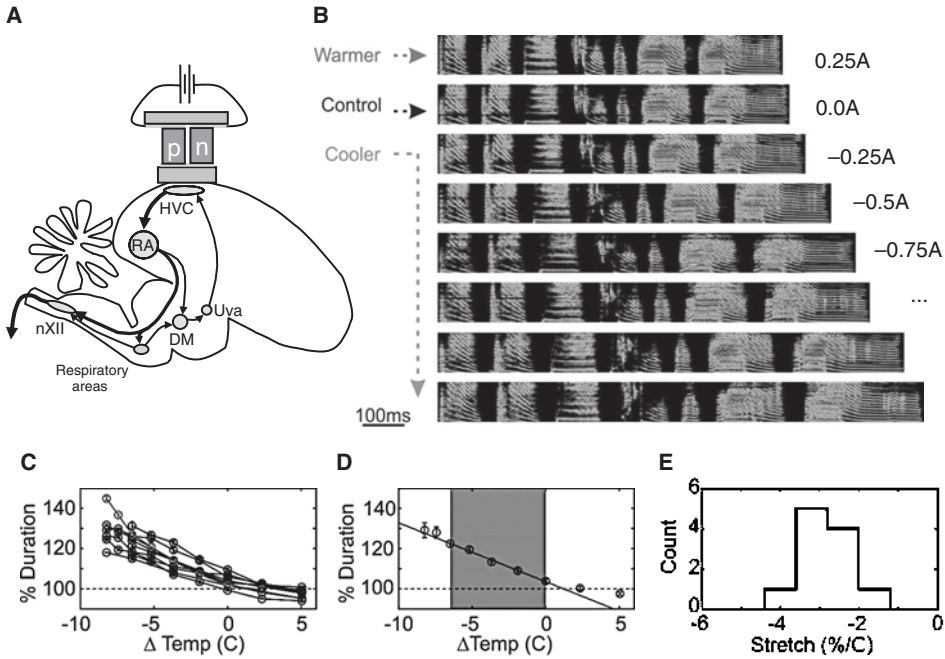 A
p n
HVC
RA
Uva
nXII
DM
Respiratory
areas
B
Warmer
0.25A
Control
0.0A
Cooler
–0.25A
–0.5A
–0.75A
...
100ms
C
% Duration
140
120
100
-10 -5 0 5
Δ Temp (C)
D
% Duration
140
120
100
-10 -5 0 5
ΔTemp (C)
E
Count
6
4
2
0
-6 -4 -2 0
Stretch (%/C)